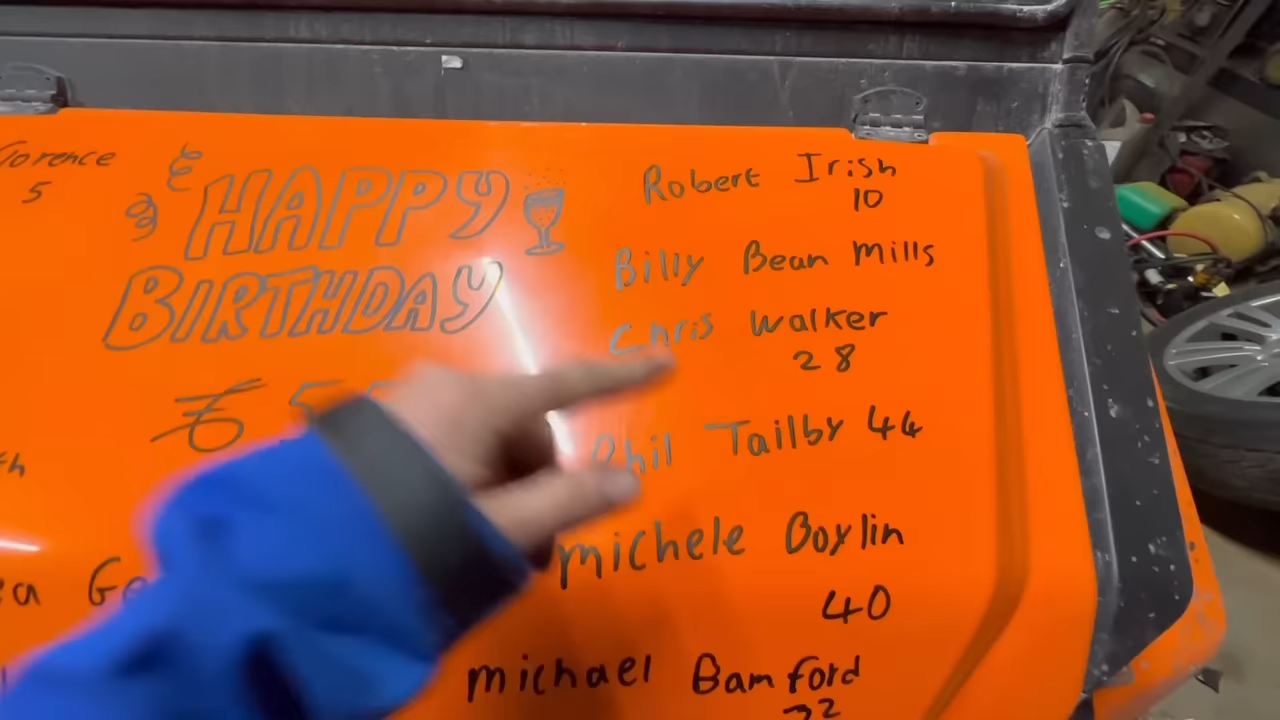 Florence
5
HAPPY
BIRTHDAY
Robert Irish
10
Billy Bean Mills
Chris Walker
28
Phil Tailby 44
michele Boylin
40
michael Bamford